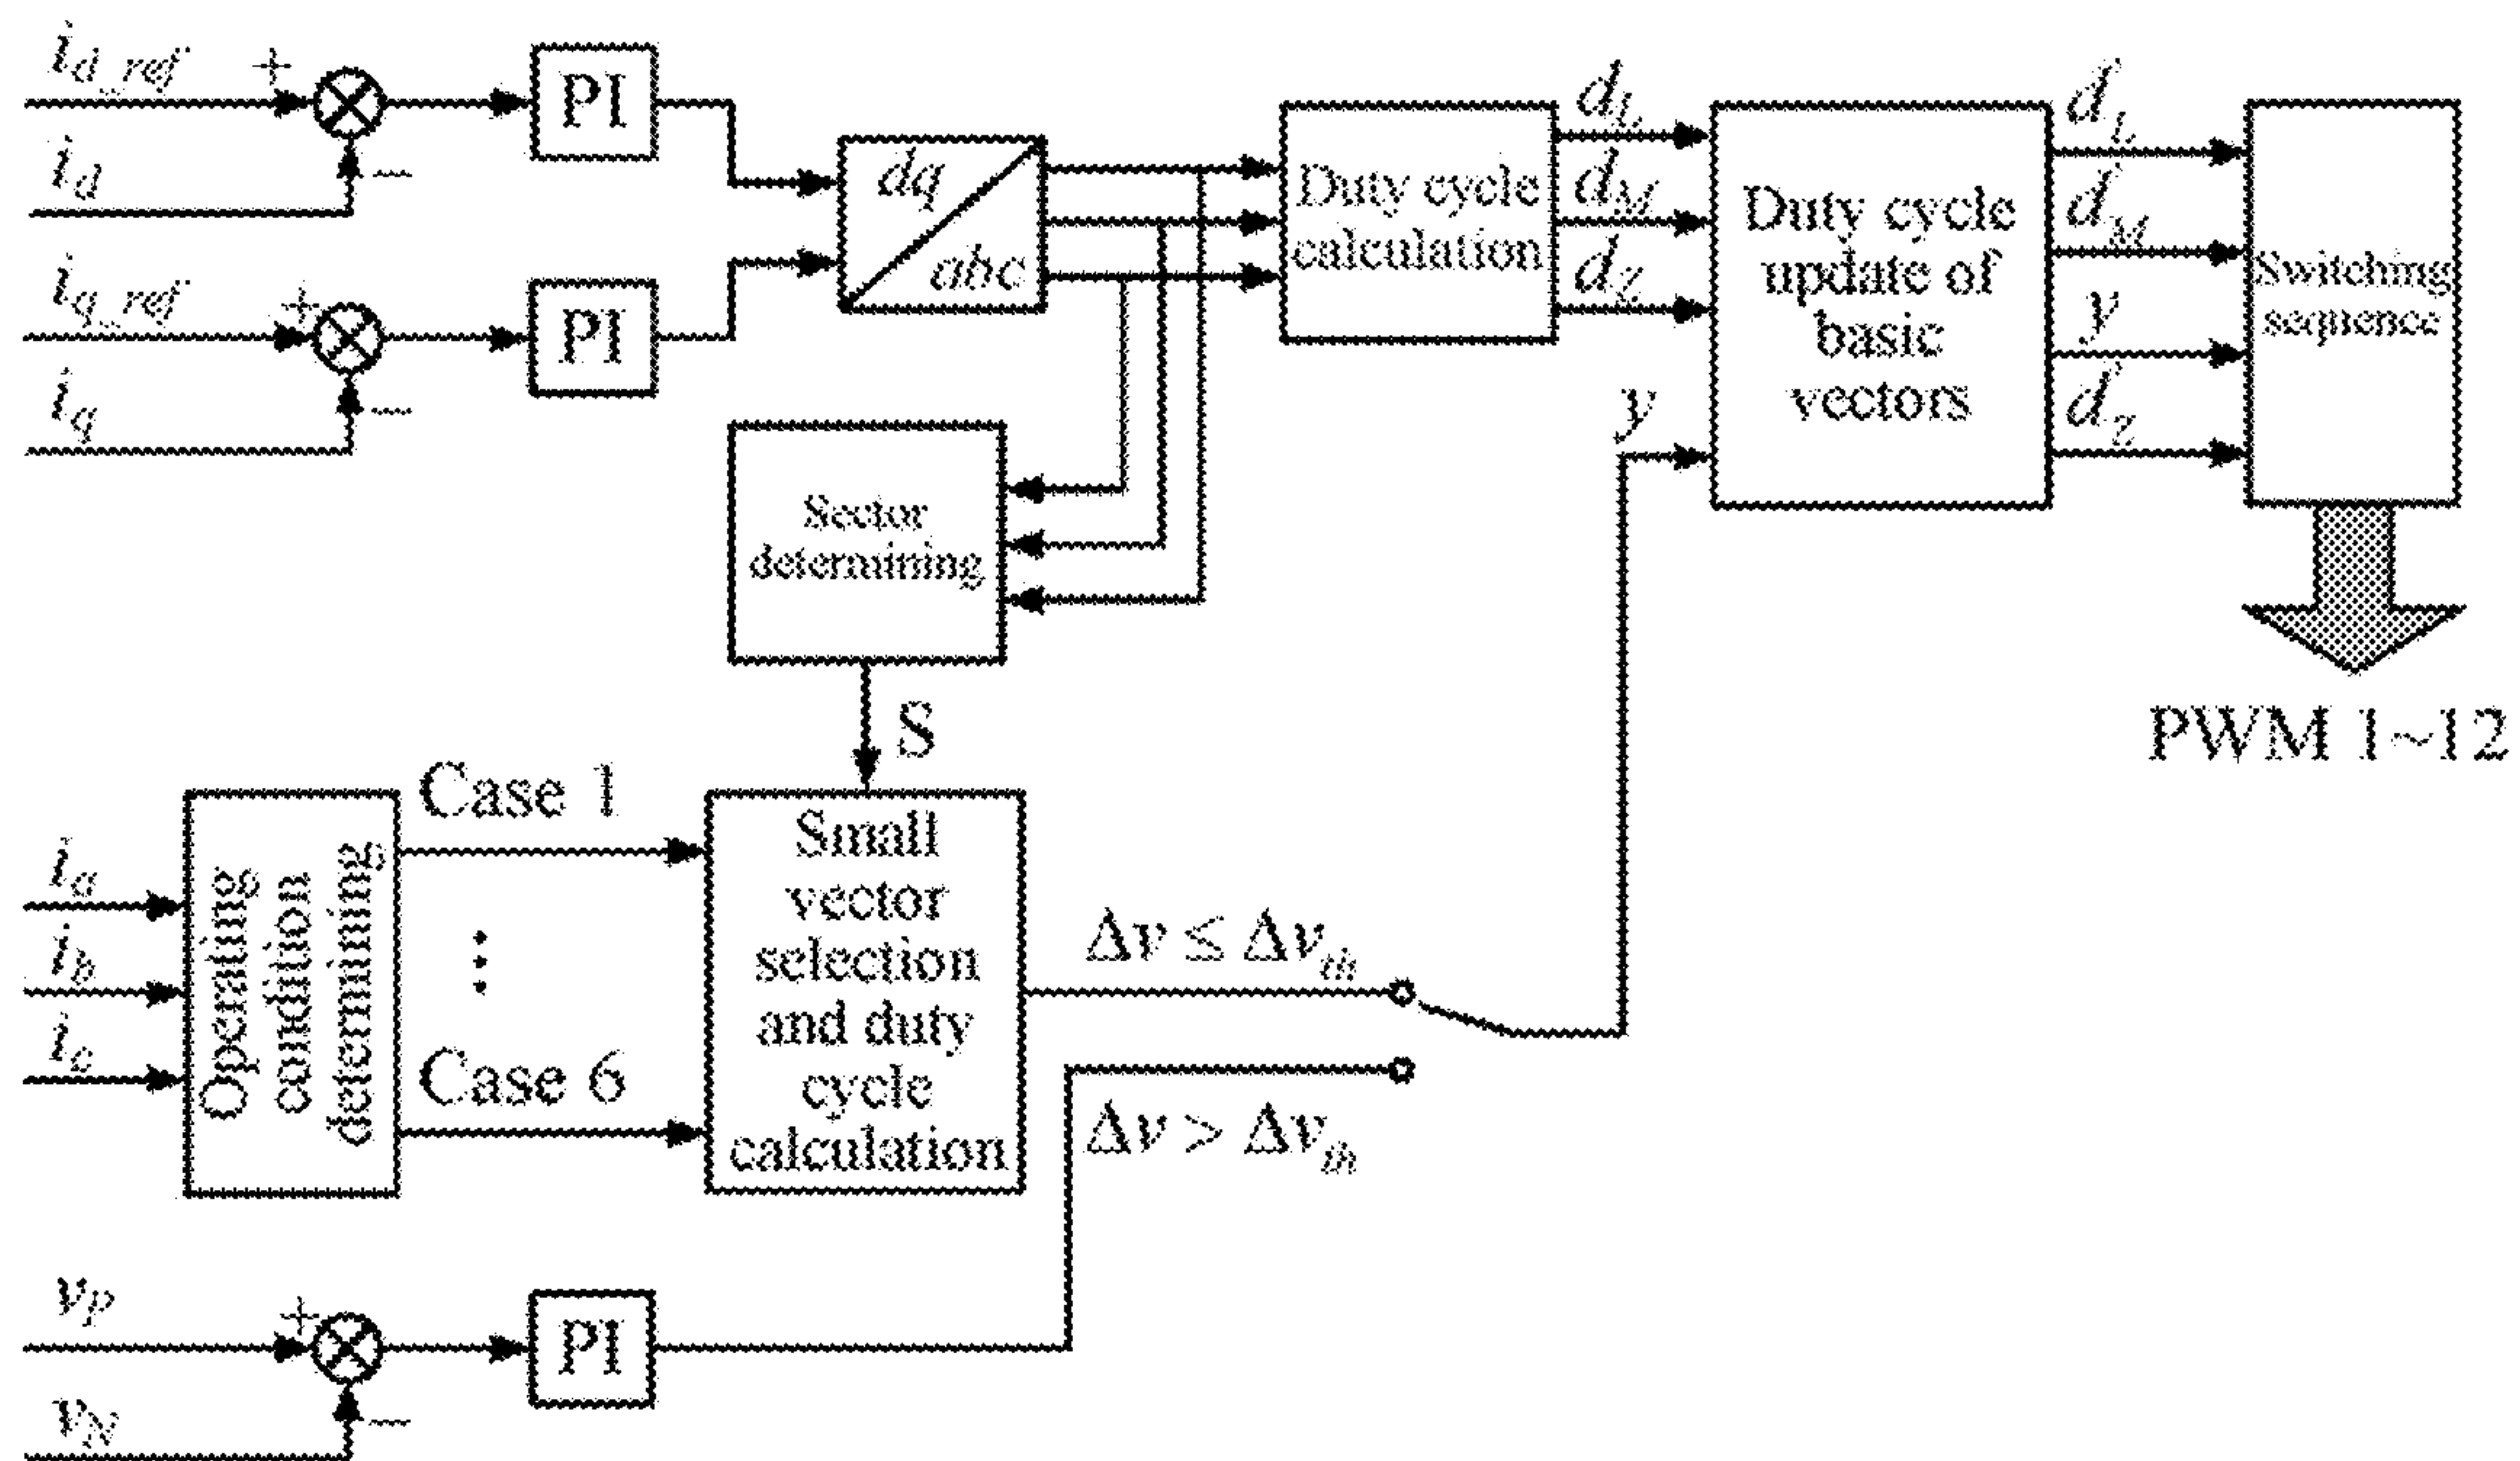 i_d_ref
+
PI
i_d
−
dq
abc
i_q_ref
+
PI
i_q
−
Duty cycle
calculation
d_L
d_M
d_Z
y
Duty cycle
update of
basic
vectors
d'_L
d'_M
y
d'_Z
Switching
sequence
PWM 1~12
Sector
determining
S
i_a
i_b
i_c
Operating
condition
determining
Case 1
⋮
Case 6
Small
vector
selection
and duty
cycle
calculation
Δv ≤ Δv_th
Δv > Δv_th
v_P
+
PI
v_N
−